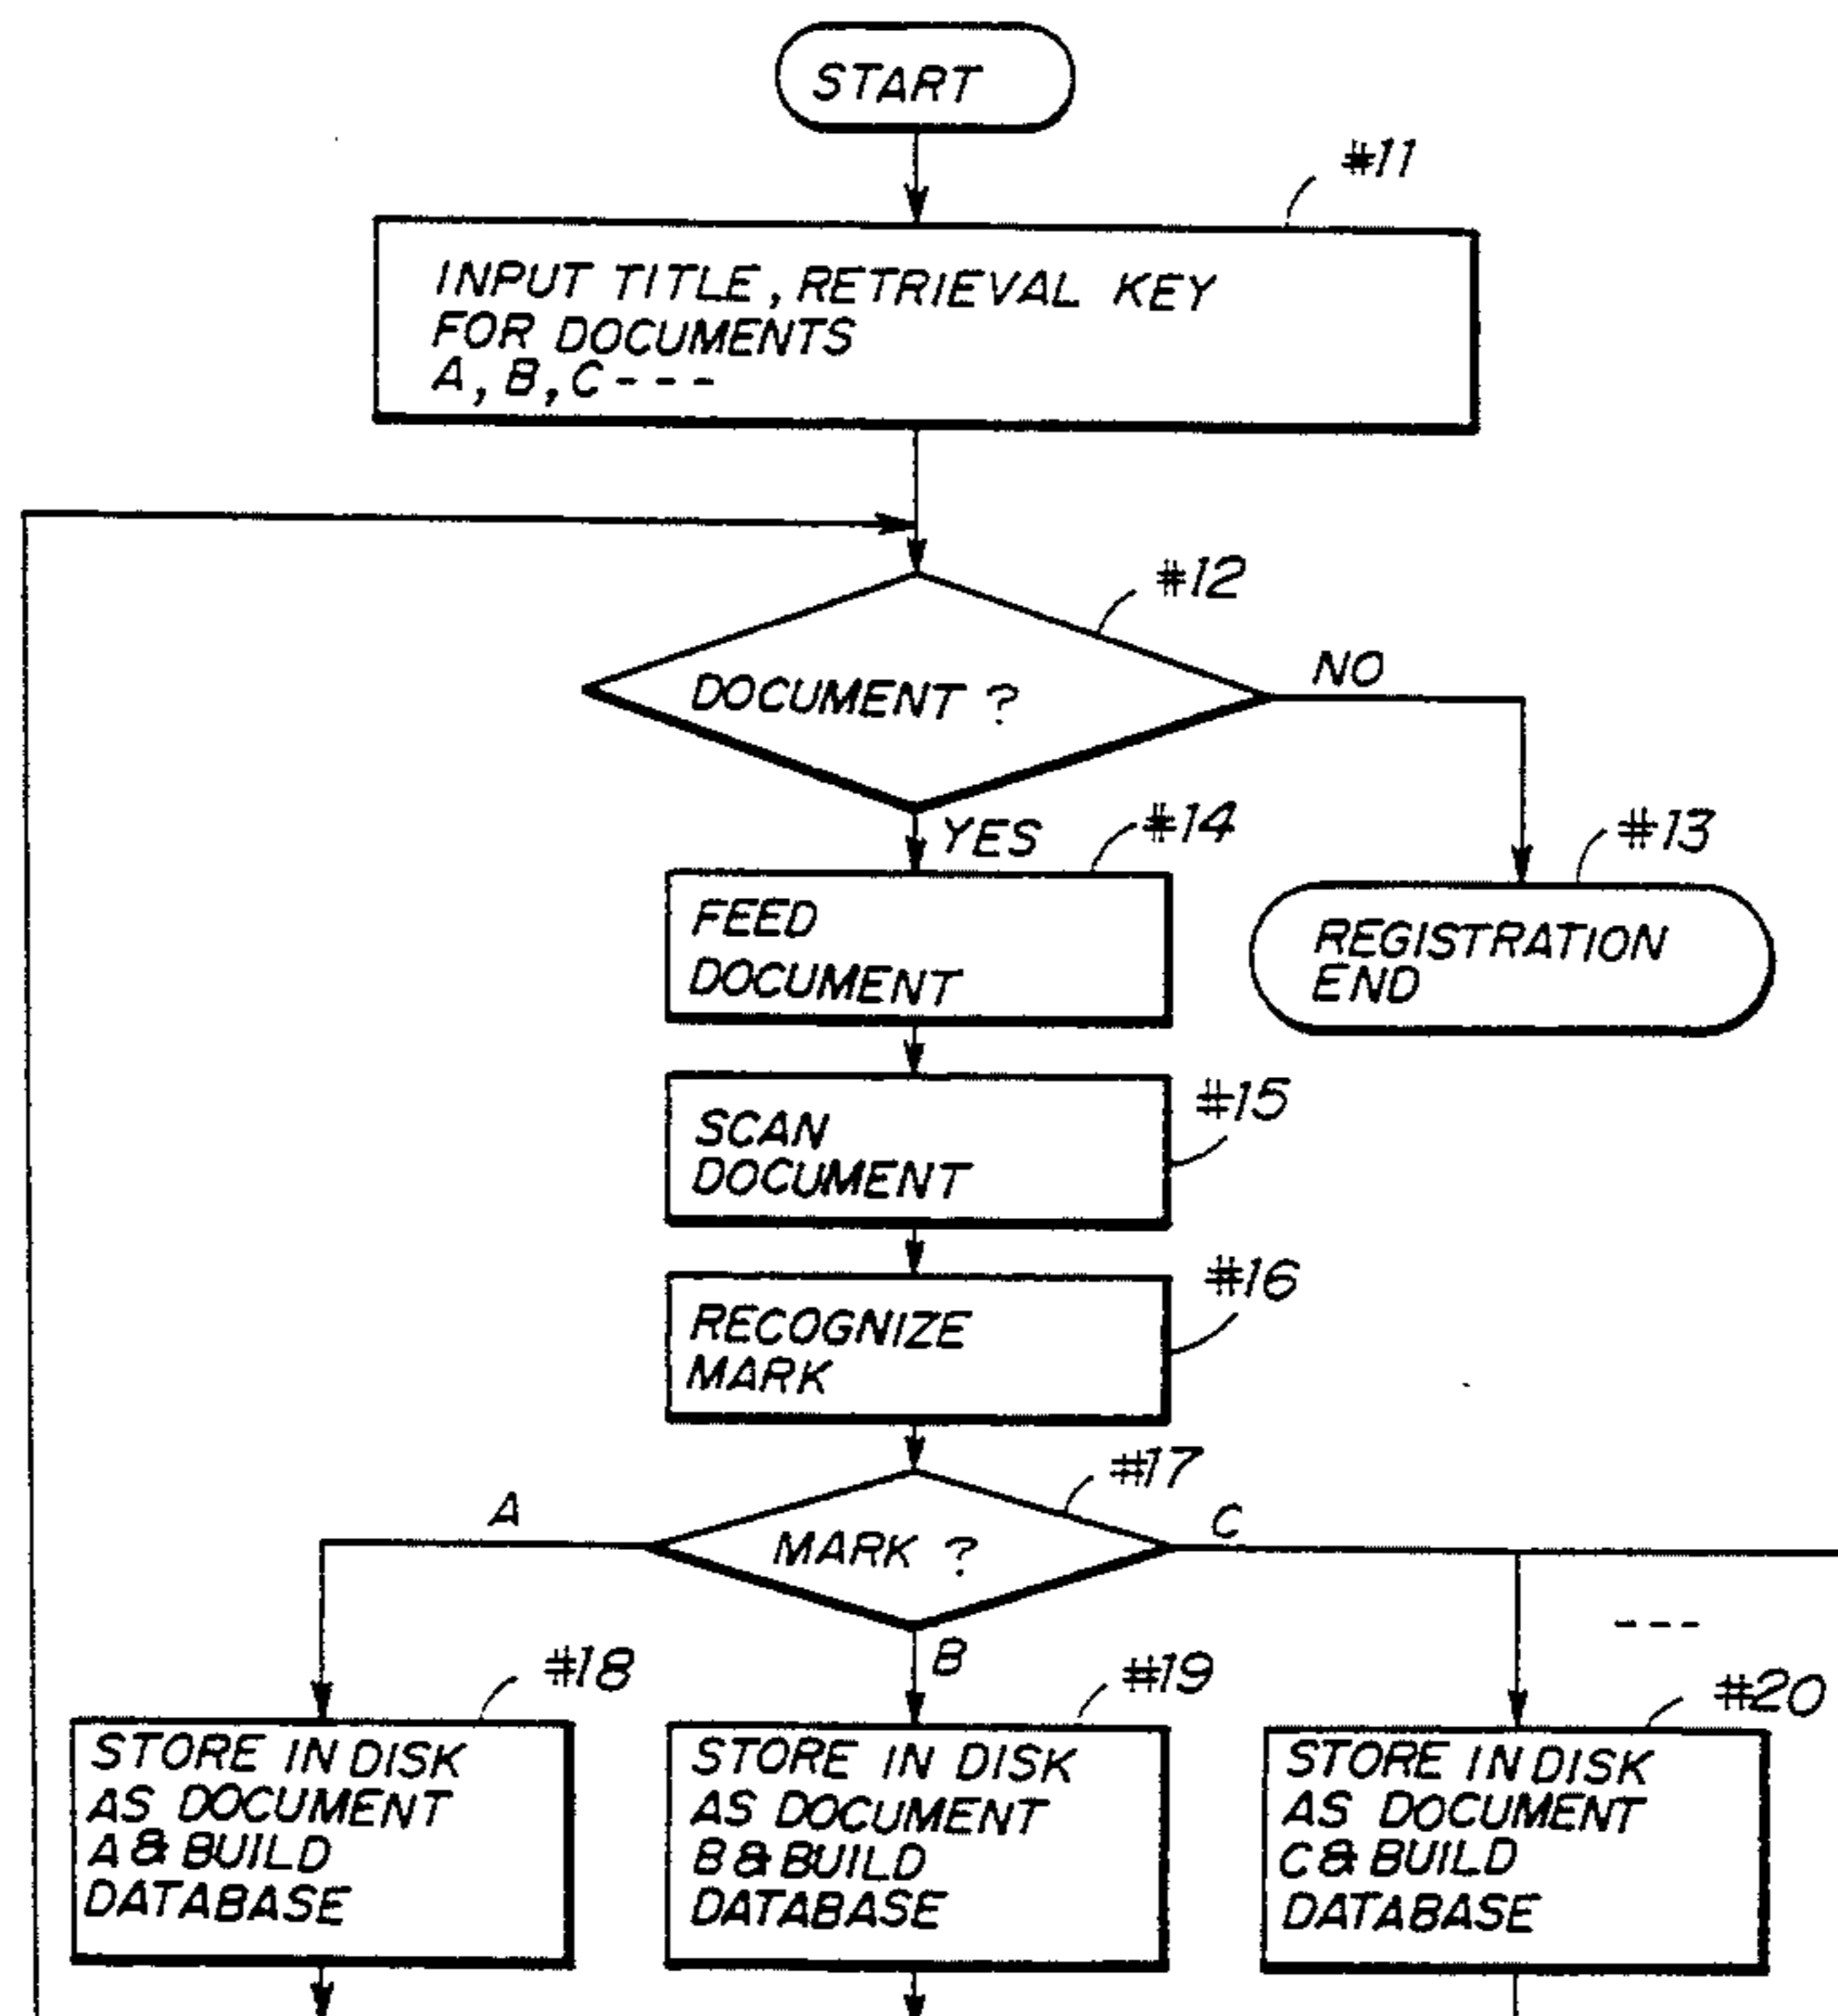 START
#11
INPUT TITLE, RETRIEVAL KEY
FOR DOCUMENTS
A, B, C ---
#12
DOCUMENT ?
NO
YES
#14
#13
FEED
DOCUMENT
REGISTRATION
END
#15
SCAN
DOCUMENT
#16
RECOGNIZE
MARK
#17
A
MARK ?
C
---
B
#18
#19
#20
STORE IN DISK
AS DOCUMENT
A & BUILD
DATABASE
STORE IN DISK
AS DOCUMENT
B & BUILD
DATABASE
STORE IN DISK
AS DOCUMENT
C & BUILD
DATABASE